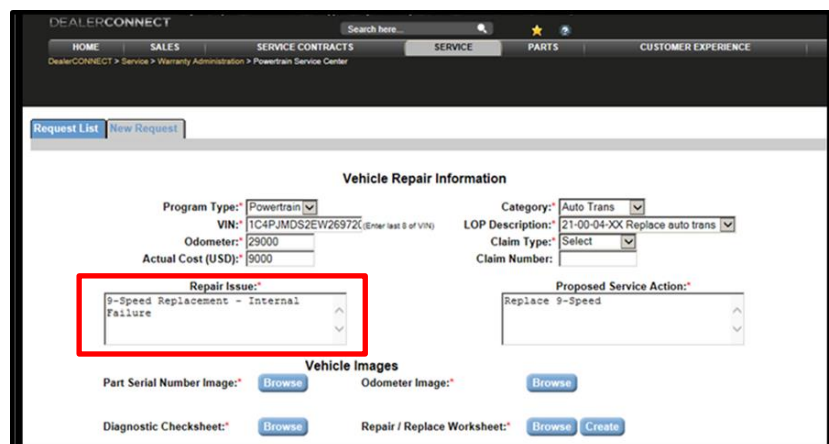 DEALERCONNECT
Search here...
HOME SALES SERVICE CONTRACTS SERVICE PARTS CUSTOMER EXPERIENCE
DealerCONNECT > Service > Warranty Administration > Powertrain Service Center
Request List New Request
Vehicle Repair Information
Program Type:* Powertrain Category:* Auto Trans
VIN:* 1C4PJMDS2EW26972( (Enter last 8 of VIN) LOP Description:* 21-00-04-XX Replace auto trans
Odometer:* 29000 Claim Type:* Select
Actual Cost (USD):* 9000 Claim Number:
Repair Issue:* Proposed Service Action:*
9-Speed Replacement - Internal Replace 9-Speed
Failure
Vehicle Images
Part Serial Number Image:* Browse Odometer Image:* Browse
Diagnostic Checksheet:* Browse Repair / Replace Worksheet:* Browse Create